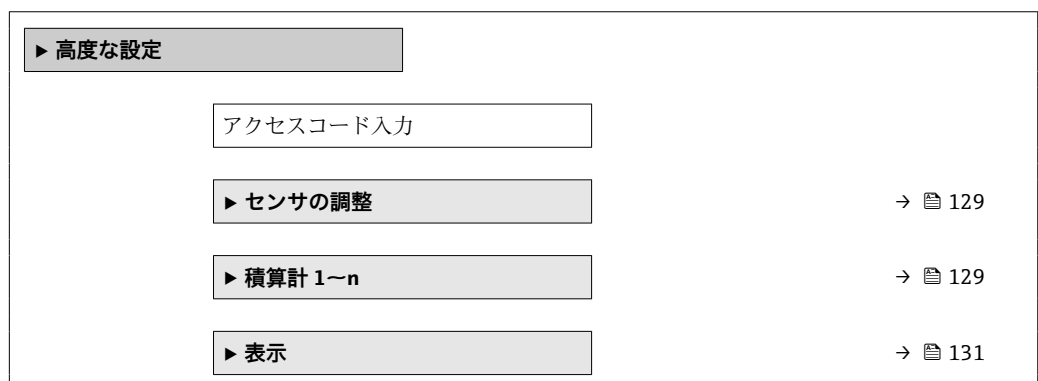 ▶ 高度な設定
アクセスコード入力
▶ センサの調整 → 129
▶ 積算計 1～n → 129
▶ 表示 → 131